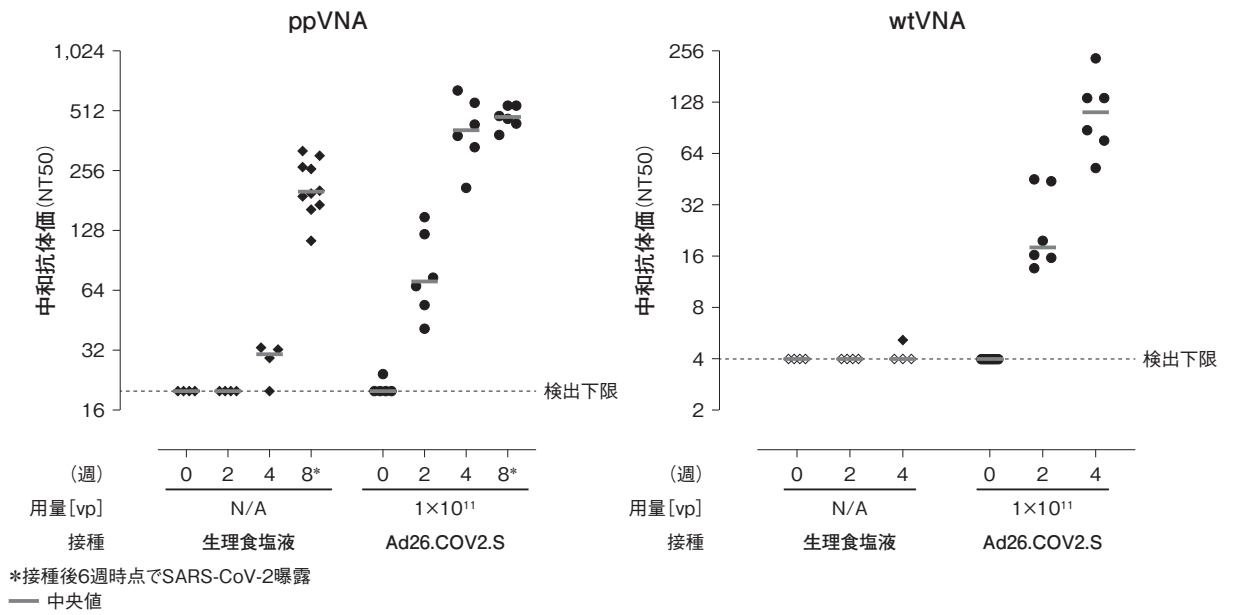 ppVNA
中和抗体価(NT50)
1,024
512
256
128
64
32
16
検出下限
(週) 0 2 4 8* 0 2 4 8*
用量[vp] N/A 1×10¹¹
接種 生理食塩液 Ad26.COV2.S
wtVNA
中和抗体価(NT50)
256
128
64
32
16
8
4
2
検出下限
(週) 0 2 4 0 2 4
用量[vp] N/A 1×10¹¹
接種 生理食塩液 Ad26.COV2.S
*接種後6週時点でSARS-CoV-2曝露
中央値